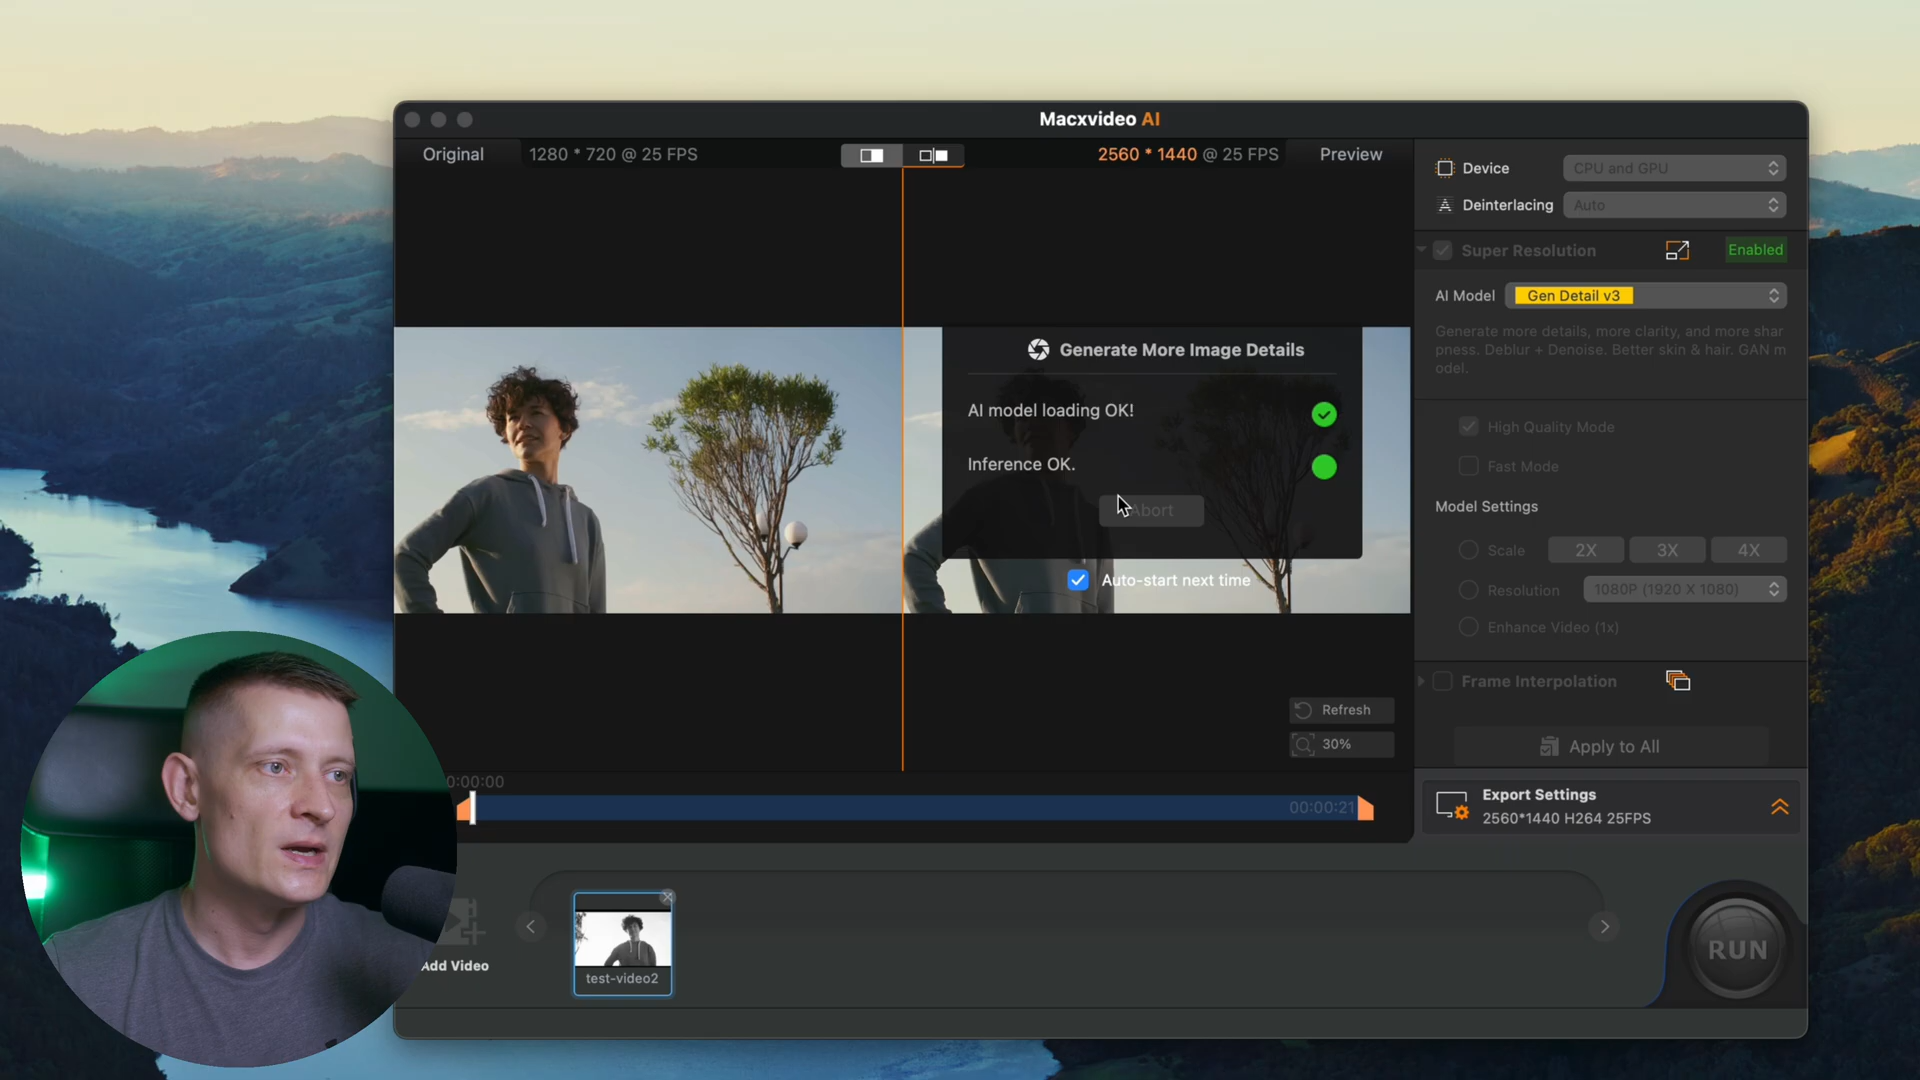 Macxvideo AI
Original
1280 * 720 @ 25 FPS
2560 * 1440 @ 25 FPS
Preview
Device
CPU and GPU
Deinterlacing
Auto
Super Resolution
Enabled
AI Model
Gen Detail v3
Generate more details, more clarity, and more shar
pness. Deblur + Denoise. Better skin & hair. GAN m
odel.
Generate More Image Details
AI model loading OK!
Inference OK.
Abort
Auto-start next time
High Quality Mode
Fast Mode
Model Settings
Scale
2X
3X
4X
Resolution
1080P (1920 X 1080)
Enhance Video (1x)
Frame Interpolation
Refresh
30%
Apply to All
:00:00
00:00:21
Export Settings
2560*1440 H264 25FPS
Add Video
test-video2
RUN